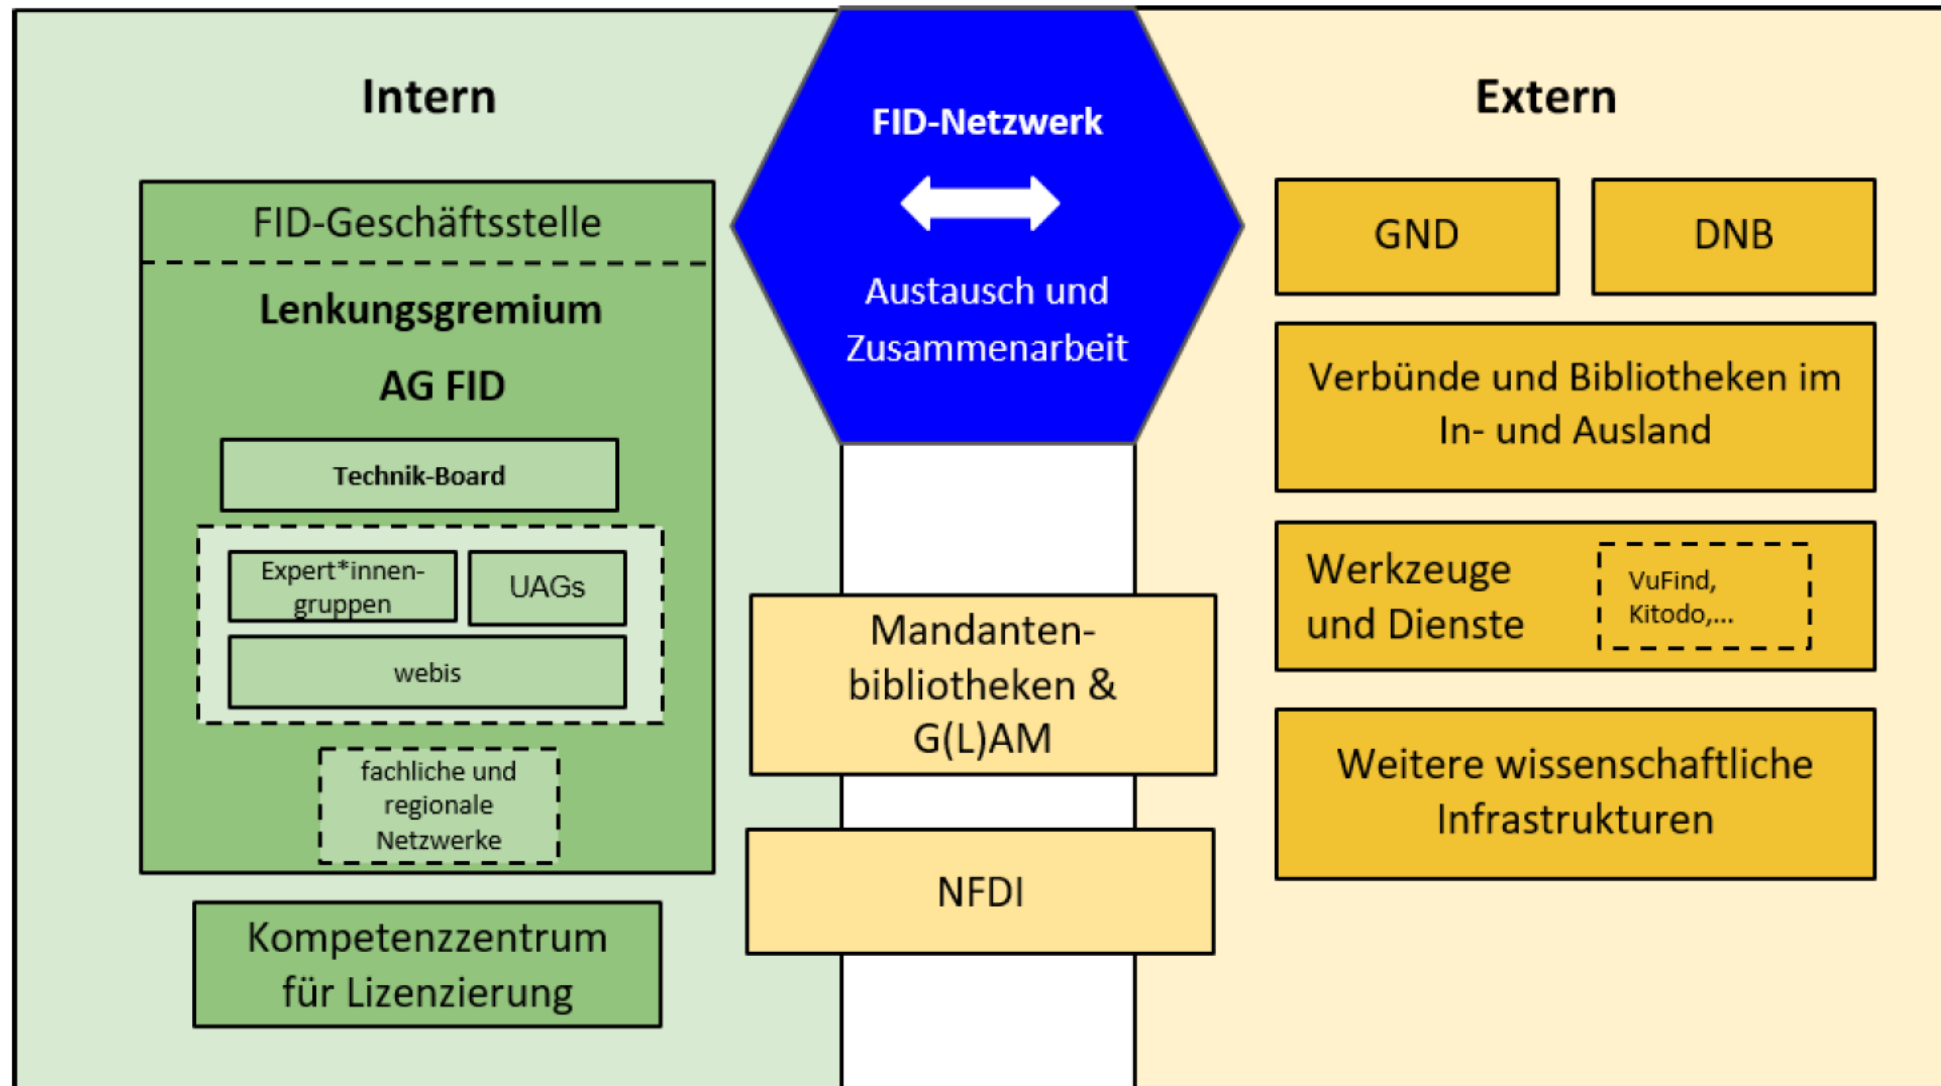 Intern
FID-Geschäftsstelle
Lenkungsgremium
AG FID
Technik-Board
Expert*innen-
gruppen
UAGs
webis
fachliche und
regionale
Netzwerke
Kompetenzzentrum
für Lizenzierung
FID-Netzwerk
Austausch und
Zusammenarbeit
Mandanten-
bibliotheken &
G(L)AM
NFDI
Extern
GND
DNB
Verbünde und Bibliotheken im
In- und Ausland
Werkzeuge
und Dienste
VuFind,
Kitodo,...
Weitere wissenschaftliche
Infrastrukturen